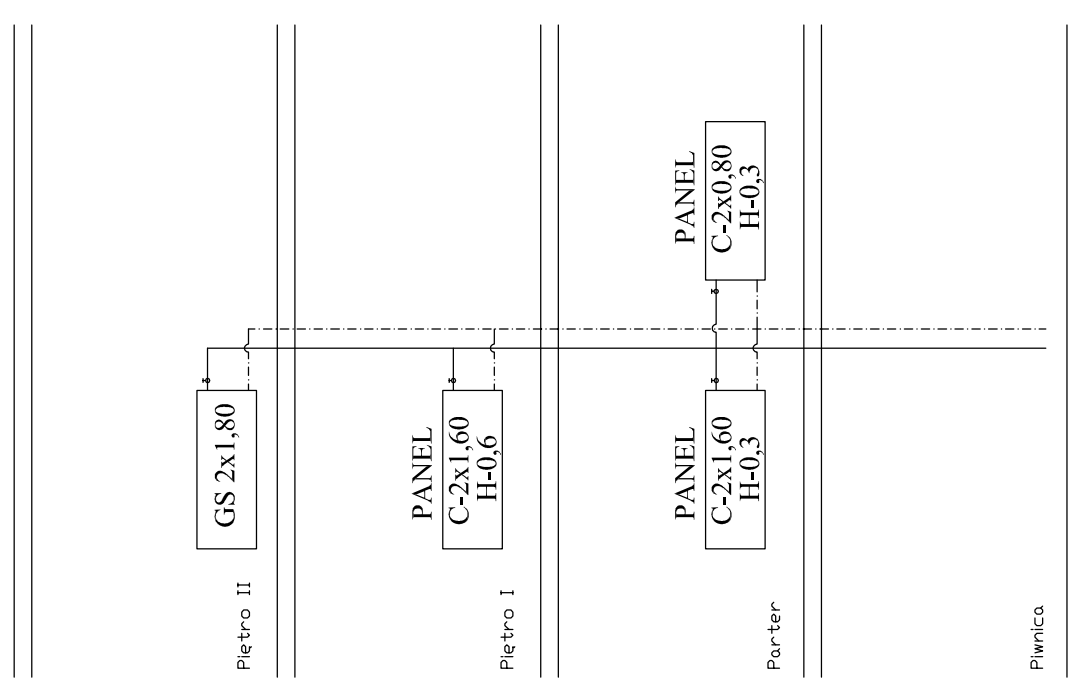 GS 2x1,80
Piętro II
PANEL
C-2x1,60
H-0,6
Piętro I
PANEL
C-2x1,60
H-0,3
PANEL
C-2x0,80
H-0,3
Parter
Piwnica